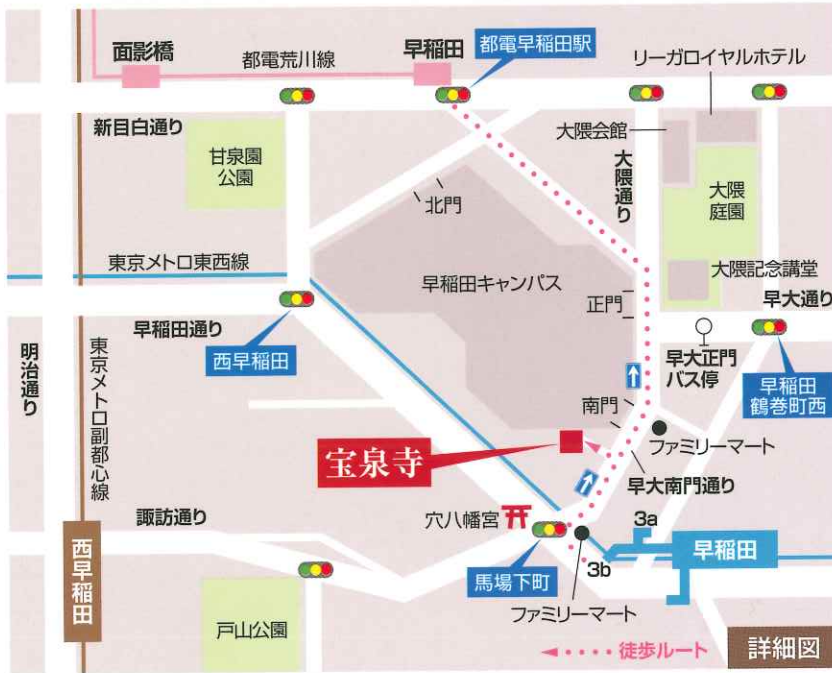 面影橋
都電荒川線
早稲田
都電早稲田駅
リーガロイヤルホテル
新目白通り
甘泉園
公園
北門
大隈会館
大隈通り
大隈
庭園
東京メトロ東西線
早稲田キャンパス
大隈記念講堂
正門
早大通り
早稲田通り
西早稲田
明治通り
東京メトロ副都心線
早大正門
バス停
早稲田
鶴巻町西
南門
ファミリーマート
宝泉寺
早大南門通り
諏訪通り
穴八幡宮
3a
早稲田
西早稲田
馬場下町
3b
ファミリーマート
戸山公園
徒歩ルート
詳細図